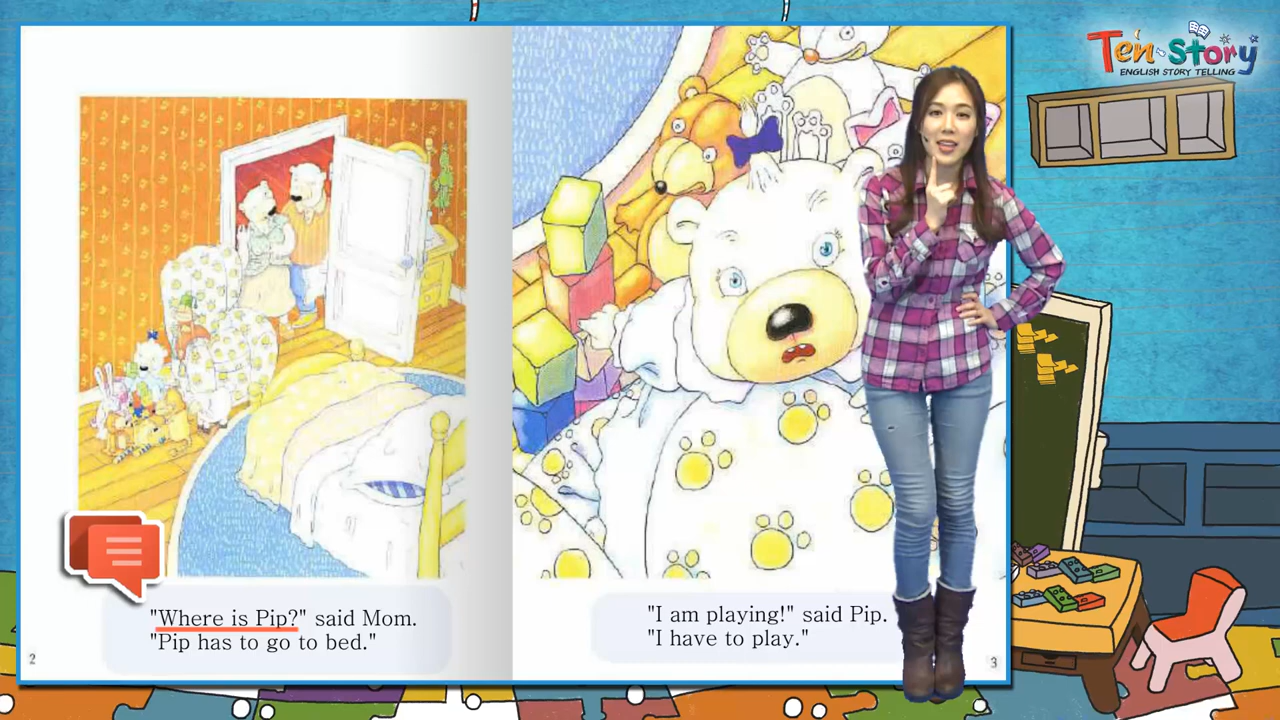 Ten-Story
ENGLISH STORY TELLING
"Where is Pip?" said Mom.
"Pip has to go to bed."
2
"I am playing!" said Pip.
"I have to play."
3